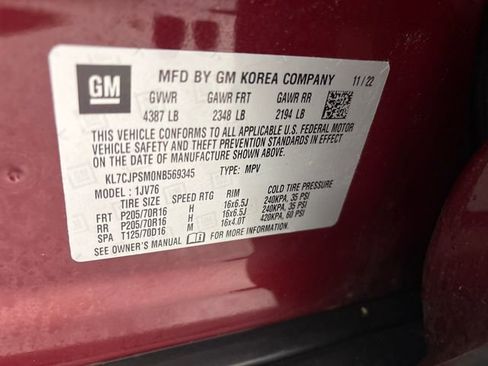 GM
MFD BY GM KOREA COMPANY 11/22
GVWR GAWR FRT GAWR RR
4387 LB 2348 LB 2194 LB
THIS VEHICLE CONFORMS TO ALL APPLICABLE U.S. FEDERAL MOTOR
VEHICLE SAFETY AND THEFT PREVENTION STANDARDS IN EFFECT
ON THE DATE OF MANUFACTURE SHOWN ABOVE.
KL7CJPSM0NB569345 TYPE: MPV
MODEL: 1JV76
TIRE SIZE SPEED RTG RIM COLD TIRE PRESSURE
FRT P205/70R16 H 16x6.5J 240KPA, 35 PSI
RR P205/70R16 H 16x6.5J 240KPA, 35 PSI
SPA T125/70D16 M 16x4.0T 420KPA, 60 PSI
SEE OWNER'S MANUAL FOR MORE INFORMATION.